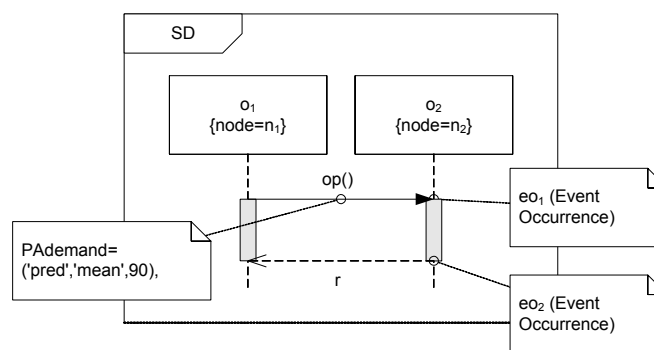 SD
o₁
{node=n₁}
o₂
{node=n₂}
op()
eo₁ (Event
Occurrence)
PAdemand=
('pred','mean',90),
r
eo₂ (Event
Occurrence)